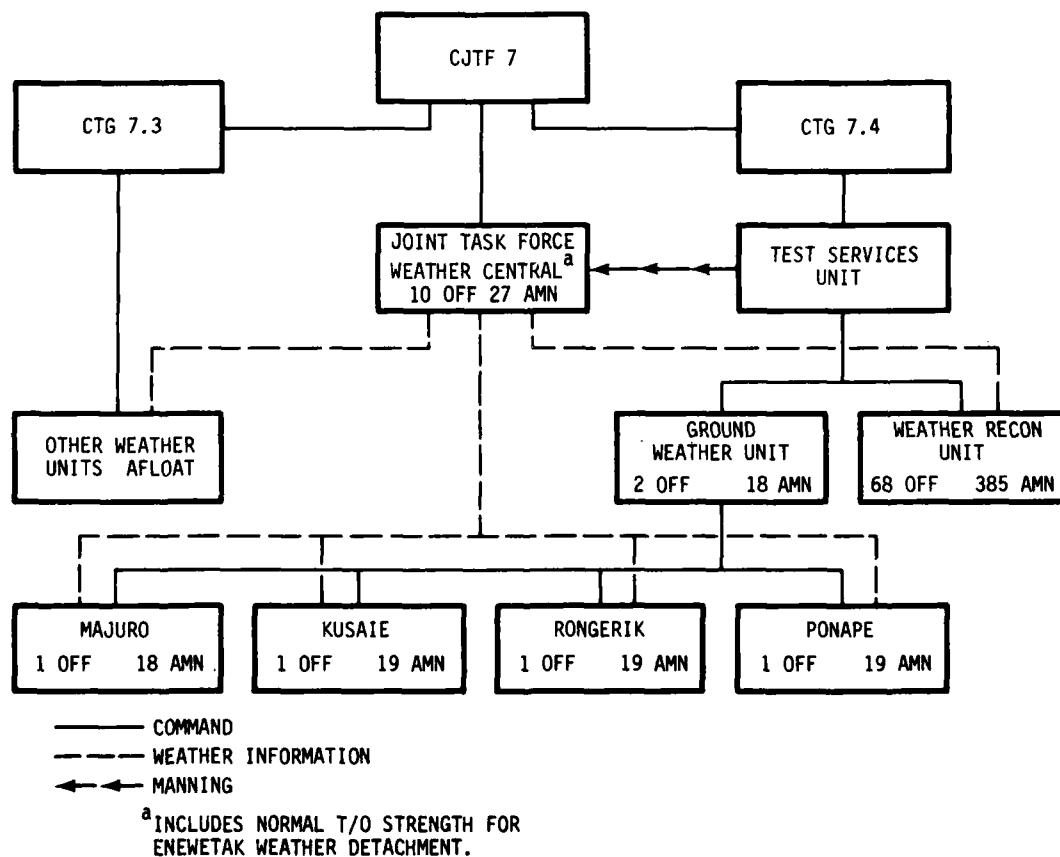 CJTF 7
CTG 7.3
CTG 7.4
JOINT TASK FORCE
WEATHER CENTRAL a
10 OFF 27 AMN
TEST SERVICES
UNIT
OTHER WEATHER
UNITS AFLOAT
GROUND
WEATHER UNIT
2 OFF 18 AMN
WEATHER RECON
UNIT
68 OFF 385 AMN
MAJURO
1 OFF 18 AMN
KUSAIE
1 OFF 19 AMN
RONGERIK
1 OFF 19 AMN
PONAPE
1 OFF 19 AMN
COMMAND
WEATHER INFORMATION
MANNING
a INCLUDES NORMAL T/O STRENGTH FOR
ENEWETAK WEATHER DETACHMENT.